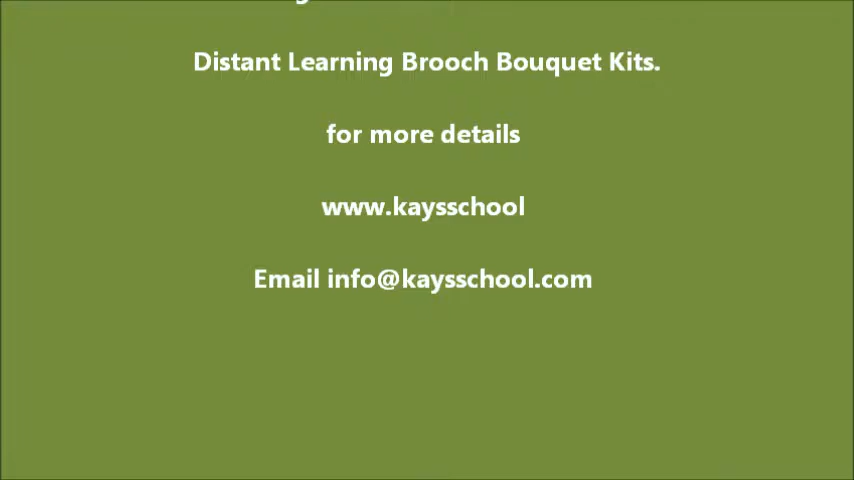 Distant Learning Brooch Bouquet Kits.
for more details
www.kaysschool
Email info@kaysschool.com